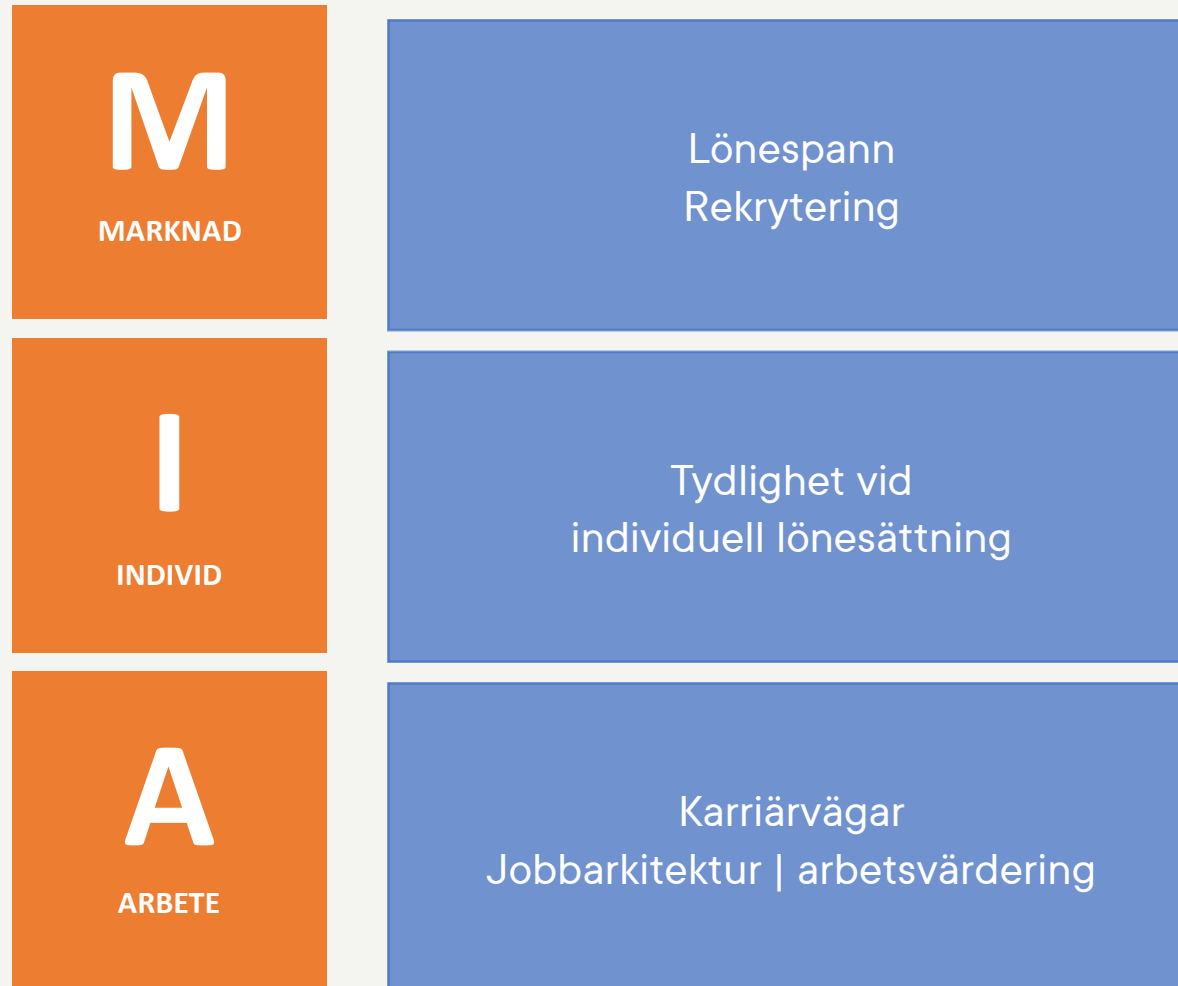 M
MARKNAD
Lönespann
Rekrytering
I
INDIVID
Tydlighet vid
individuell lönesättning
A
ARBETE
Karriärvägar
Jobbarkitektur | arbetsvärdering